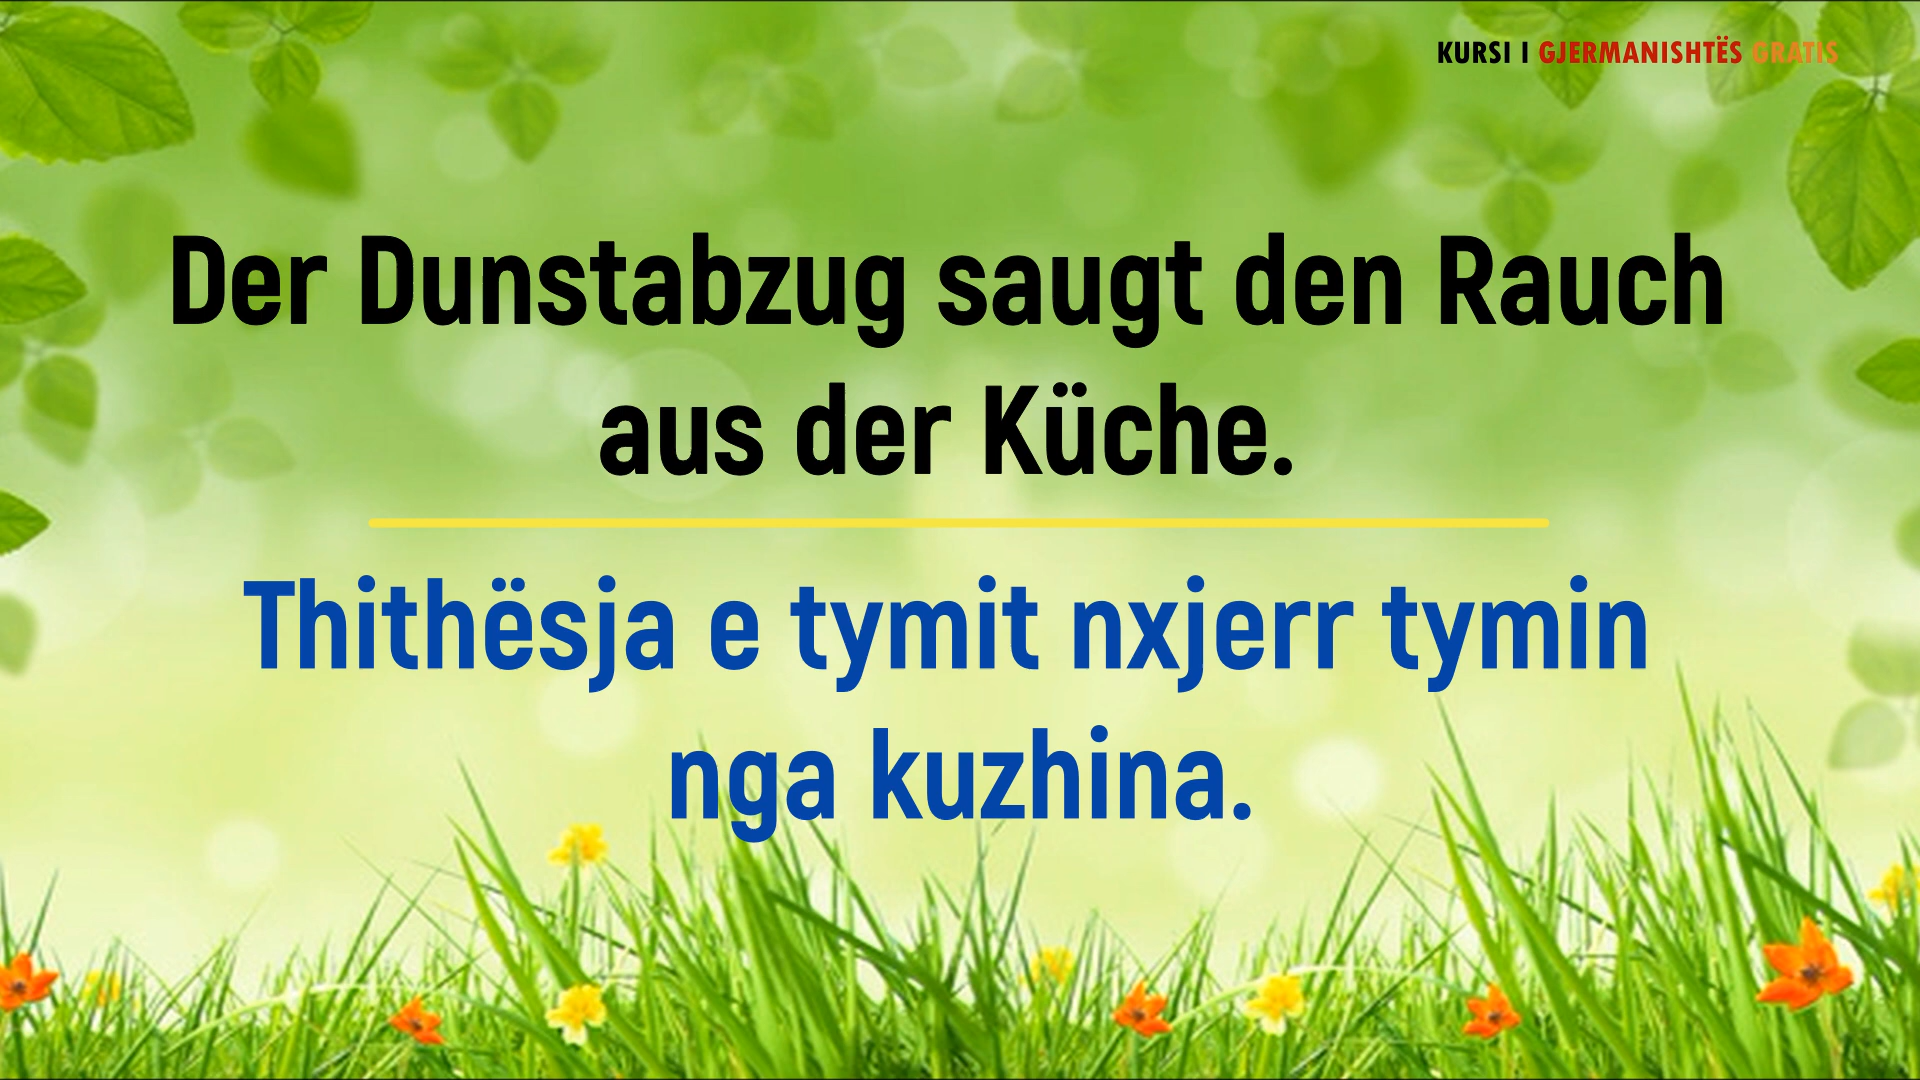 KURSI I GJERMANISHTËS GRATIS
Der Dunstabzug saugt den Rauch
aus der Küche.
Thithësja e tymit nxjerr tymin
nga kuzhina.